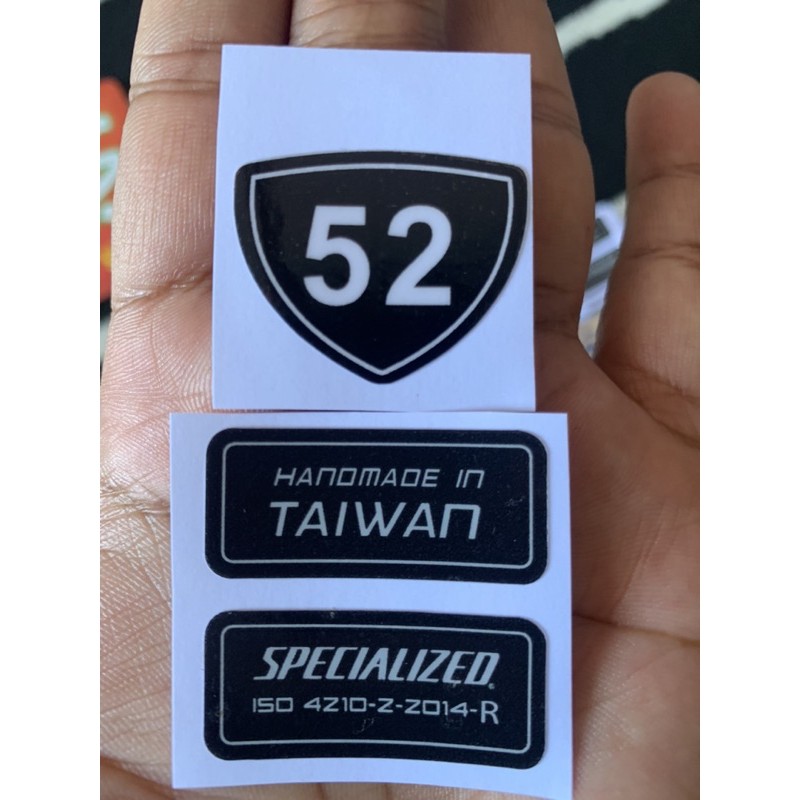 52
HANDMADE IN
TAIWAN
SPECIALIZED
ISO 4210-2-2014-R